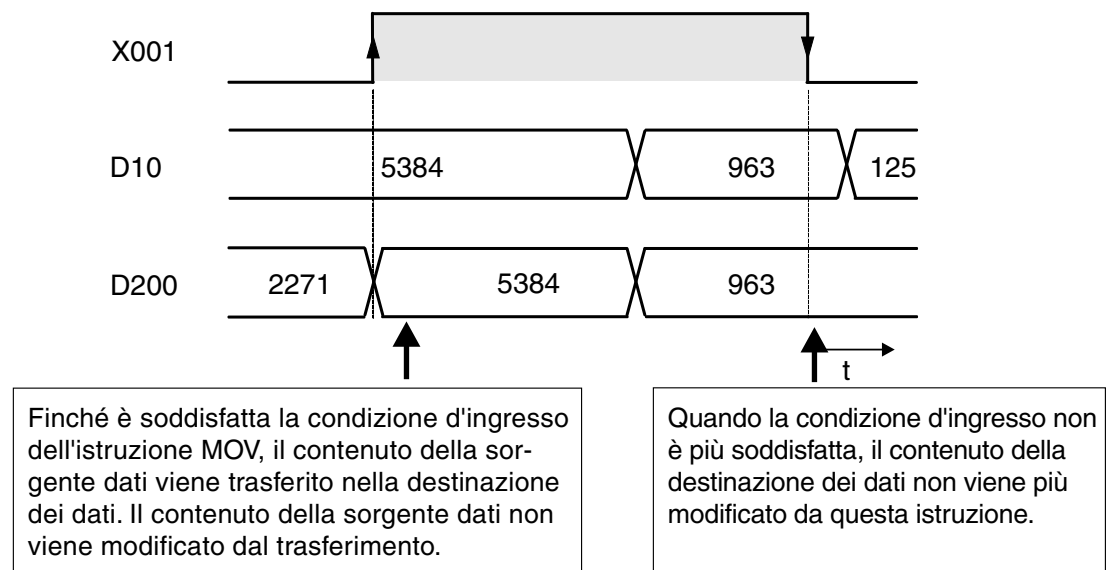 X001
D10
5384
963
125
D200
2271
5384
963
t
Finché è soddisfatta la condizione d'ingresso
dell'istruzione MOV, il contenuto della sor-
gente dati viene trasferito nella destinazione
dei dati. Il contenuto della sorgente dati non
viene modificato dal trasferimento.
Quando la condizione d'ingresso non
è più soddisfatta, il contenuto della
destinazione dei dati non viene più
modificato da questa istruzione.